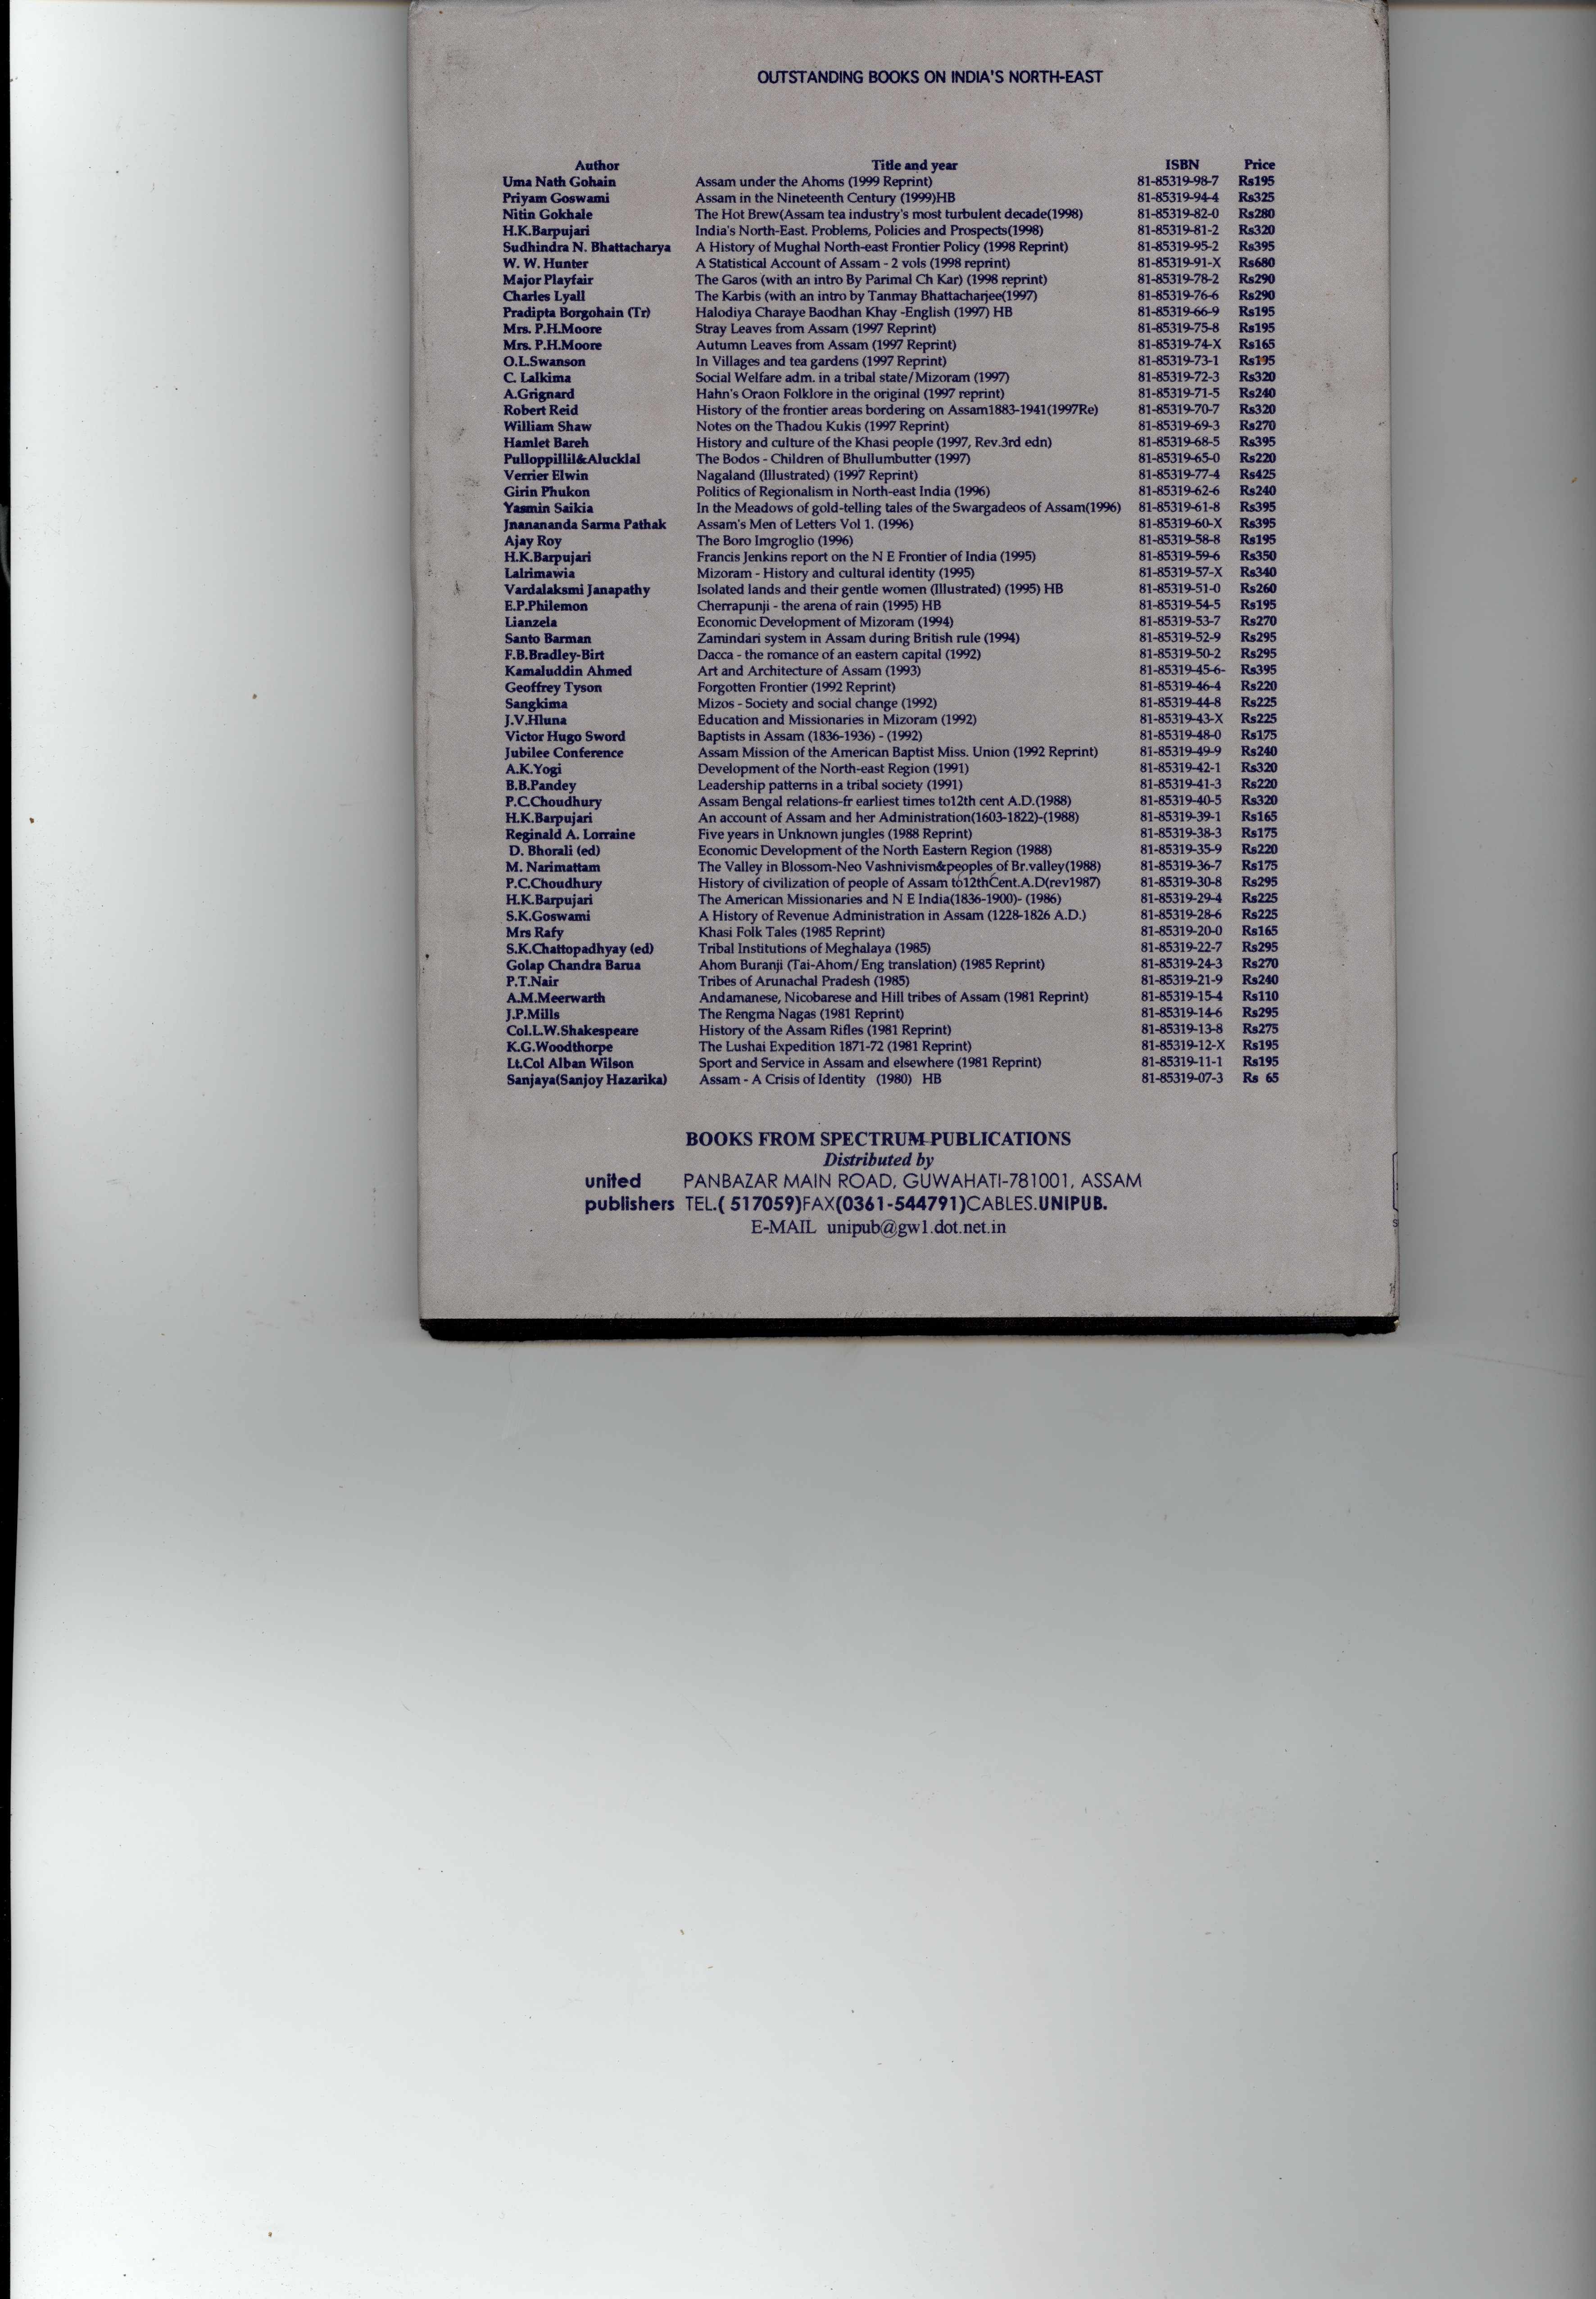 OUTSTANDING BOOKS ON INDIA'S NORTH-EAST
Author Title and year ISBN Price
Uma Nath Gohain Assam under the Ahoms (1999 Reprint) 81-85319-98-7 Rs195
Priyam Goswami Assam in the Nineteenth Century (1999)HB 81-85319-94-4 Rs325
Nitin Gokhale The Hot Brew(Assam tea industry's most turbulent decade(1998) 81-85319-82-0 Rs280
H.K.Barpujari India's North-East. Problems, Policies and Prospects(1998) 81-85319-81-2 Rs320
Sudhindra N. Bhattacharya A History of Mughal North-east Frontier Policy (1998 Reprint) 81-85319-95-2 Rs395
W. W. Hunter A Statistical Account of Assam - 2 vols (1998 reprint) 81-85319-91-X Rs680
Major Playfair The Garos (with an intro By Parimal Ch Kar) (1998 reprint) 81-85319-78-2 Rs290
Charles Lyall The Karbis (with an intro by Tanmay Bhattacharjee(1997) 81-85319-76-6 Rs290
Pradipta Borgohain (Tr) Halodiya Charaye Baodhan Khay -English (1997) HB 81-85319-66-9 Rs195
Mrs. P.H.Moore Stray Leaves from Assam (1997 Reprint) 81-85319-75-8 Rs195
Mrs. P.H.Moore Autumn Leaves from Assam (1997 Reprint) 81-85319-74-X Rs165
O.L.Swanson In Villages and tea gardens (1997 Reprint) 81-85319-73-1 Rs195
C. Lalkima Social Welfare adm. in a tribal state/Mizoram (1997) 81-85319-72-3 Rs320
A.Grignard Hahn's Oraon Folklore in the original (1997 reprint) 81-85319-71-5 Rs240
Robert Reid History of the frontier areas bordering on Assam1883-1941(1997Re) 81-85319-70-7 Rs320
William Shaw Notes on the Thadou Kukis (1997 Reprint) 81-85319-69-3 Rs270
Hamlet Bareh History and culture of the Khasi people (1997, Rev.3rd edn) 81-85319-68-5 Rs395
Pulloppillil&Alucklal The Bodos - Children of Bhullumbutter (1997) 81-85319-65-0 Rs220
Verrier Elwin Nagaland (Illustrated) (1997 Reprint) 81-85319-77-4 Rs425
Girin Phukon Politics of Regionalism in North-east India (1996) 81-85319-62-6 Rs240
Yasmin Saikia In the Meadows of gold-telling tales of the Swargadeos of Assam(1996) 81-85319-61-8 Rs395
Jnanananda Sarma Pathak Assam's Men of Letters Vol 1. (1996) 81-85319-60-X Rs395
Ajay Roy The Boro Imgroglio (1996) 81-85319-58-8 Rs195
H.K.Barpujari Francis Jenkins report on the N E Frontier of India (1995) 81-85319-59-6 Rs350
Lalrimawia Mizoram - History and cultural identity (1995) 81-85319-57-X Rs340
Vardalaksmi Janapathy Isolated lands and their gentle women (Illustrated) (1995) HB 81-85319-51-0 Rs260
E.P.Philemon Cherrapunji - the arena of rain (1995) HB 81-85319-54-5 Rs195
Lianzela Economic Development of Mizoram (1994) 81-85319-53-7 Rs270
Santo Barman Zamindari system in Assam during British rule (1994) 81-85319-52-9 Rs295
F.B.Bradley-Birt Dacca - the romance of an eastern capital (1992) 81-85319-50-2 Rs295
Kamaluddin Ahmed Art and Architecture of Assam (1993) 81-85319-45-6- Rs395
Geoffrey Tyson Forgotten Frontier (1992 Reprint) 81-85319-46-4 Rs220
Sangkima Mizos - Society and social change (1992) 81-85319-44-8 Rs225
J.V.Hluna Education and Missionaries in Mizoram (1992) 81-85319-43-X Rs225
Victor Hugo Sword Baptists in Assam (1836-1936) - (1992) 81-85319-48-0 Rs175
Jubilee Conference Assam Mission of the American Baptist Miss. Union (1992 Reprint) 81-85319-49-9 Rs240
A.K.Yogi Development of the North-east Region (1991) 81-85319-42-1 Rs320
B.B.Pandey Leadership patterns in a tribal society (1991) 81-85319-41-3 Rs220
P.C.Choudhury Assam Bengal relations-fr earliest times to12th cent A.D.(1988) 81-85319-40-5 Rs320
H.K.Barpujari An account of Assam and her Administration(1603-1822)-(1988) 81-85319-39-1 Rs165
Reginald A. Lorraine Five years in Unknown jungles (1988 Reprint) 81-85319-38-3 Rs175
D. Bhorali (ed) Economic Development of the North Eastern Region (1988) 81-85319-35-9 Rs220
M. Narimattam The Valley in Blossom-Neo Vashnivism&peoples of Br.valley(1988) 81-85319-36-7 Rs175
P.C.Choudhury History of civilization of people of Assam to12thCent.A.D(rev1987) 81-85319-30-8 Rs295
H.K.Barpujari The American Missionaries and N E India(1836-1900)- (1986) 81-85319-29-4 Rs225
S.K.Goswami A History of Revenue Administration in Assam (1228-1826 A.D.) 81-85319-28-6 Rs225
Mrs Rafy Khasi Folk Tales (1985 Reprint) 81-85319-20-0 Rs165
S.K.Chattopadhyay (ed) Tribal Institutions of Meghalaya (1985) 81-85319-22-7 Rs295
Golap Chandra Barua Ahom Buranji (Tai-Ahom/Eng translation) (1985 Reprint) 81-85319-24-3 Rs270
P.T.Nair Tribes of Arunachal Pradesh (1985) 81-85319-21-9 Rs240
A.M.Meerwarth Andamanese, Nicobarese and Hill tribes of Assam (1981 Reprint) 81-85319-15-4 Rs110
J.P.Mills The Rengma Nagas (1981 Reprint) 81-85319-14-6 Rs295
Col.L.W.Shakespeare History of the Assam Rifles (1981 Reprint) 81-85319-13-8 Rs275
K.G.Woodthorpe The Lushai Expedition 1871-72 (1981 Reprint) 81-85319-12-X Rs195
Lt.Col Alban Wilson Sport and Service in Assam and elsewhere (1981 Reprint) 81-85319-11-1 Rs195
Sanjaya(Sanjoy Hazarika) Assam - A Crisis of Identity (1980) HB 81-85319-07-3 Rs 65
BOOKS FROM SPECTRUM PUBLICATIONS
Distributed by
united PANBAZAR MAIN ROAD, GUWAHATI-781001, ASSAM
publishers TEL.( 517059)FAX(0361-544791)CABLES.UNIPUB.
E-MAIL unipub@gw1.dot.net.in